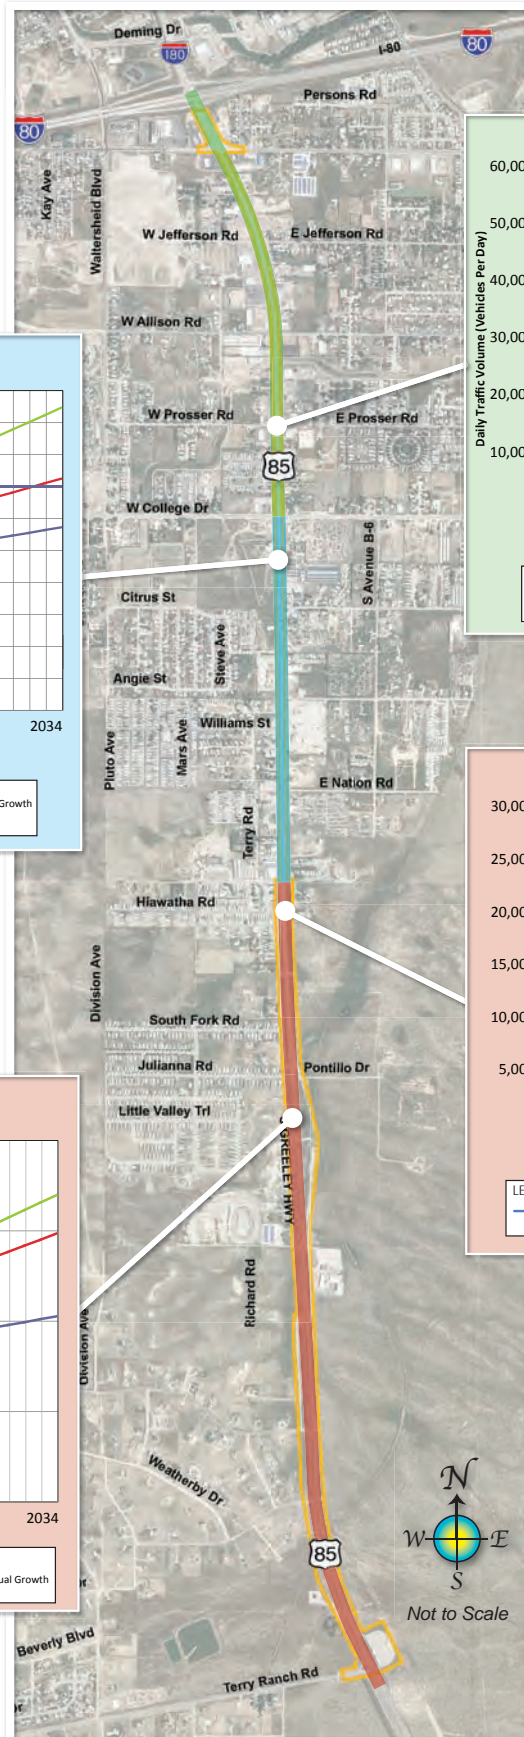 Deming Dr
180
I-80
80
Persons Rd
80
Kay Ave
Waltersheid Blvd
W Jefferson Rd
E Jefferson Rd
60,00
50,00
40,00
30,00
20,00
10,00
Daily Traffic Volume (Vehicles Per Day)
W Allison Rd
W Prosser Rd
E Prosser Rd
85
W College Dr
S Avenue B-6
Citrus St
Steve Ave
Angie St
Williams St
Pluto Ave
Mars Ave
2034
Growth
E Nation Rd
Terry Rd
30,00
25,00
20,00
15,00
10,00
5,00
LE
Hiawatha Rd
Division Ave
South Fork Rd
Julianna Rd
Pontillo Dr
Little Valley Trl
GREELEY HWY
Richard Rd
Division Ave
2034
ual Growth
Weatherby Dr
N
W
E
S
Not to Scale
85
Beverly Blvd
Terry Ranch Rd